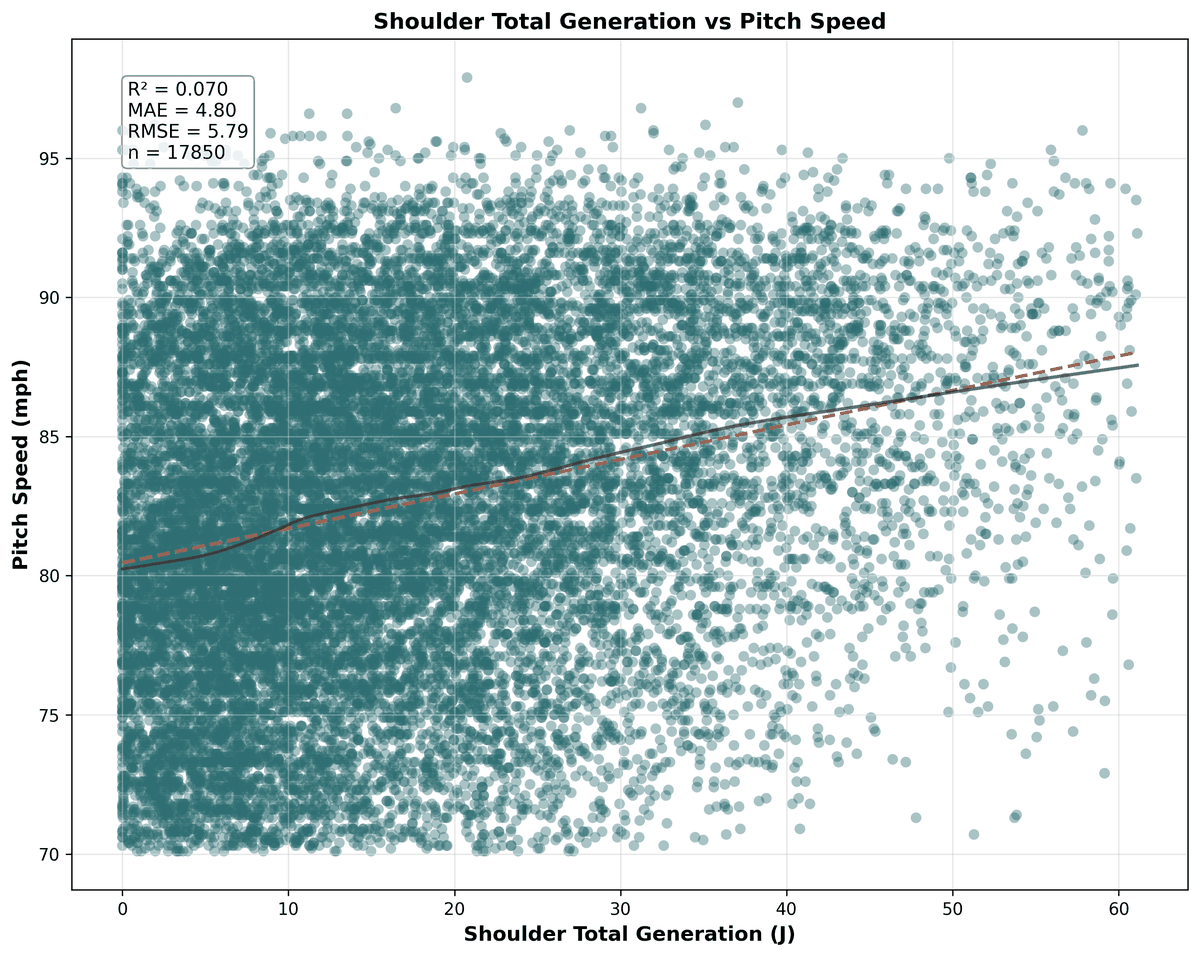 Shoulder Total Generation vs Pitch Speed
R² = 0.070
MAE = 4.80
RMSE = 5.79
n = 17850
Pitch Speed (mph)
95
90
85
80
75
70
0 10 20 30 40 50 60
Shoulder Total Generation (J)